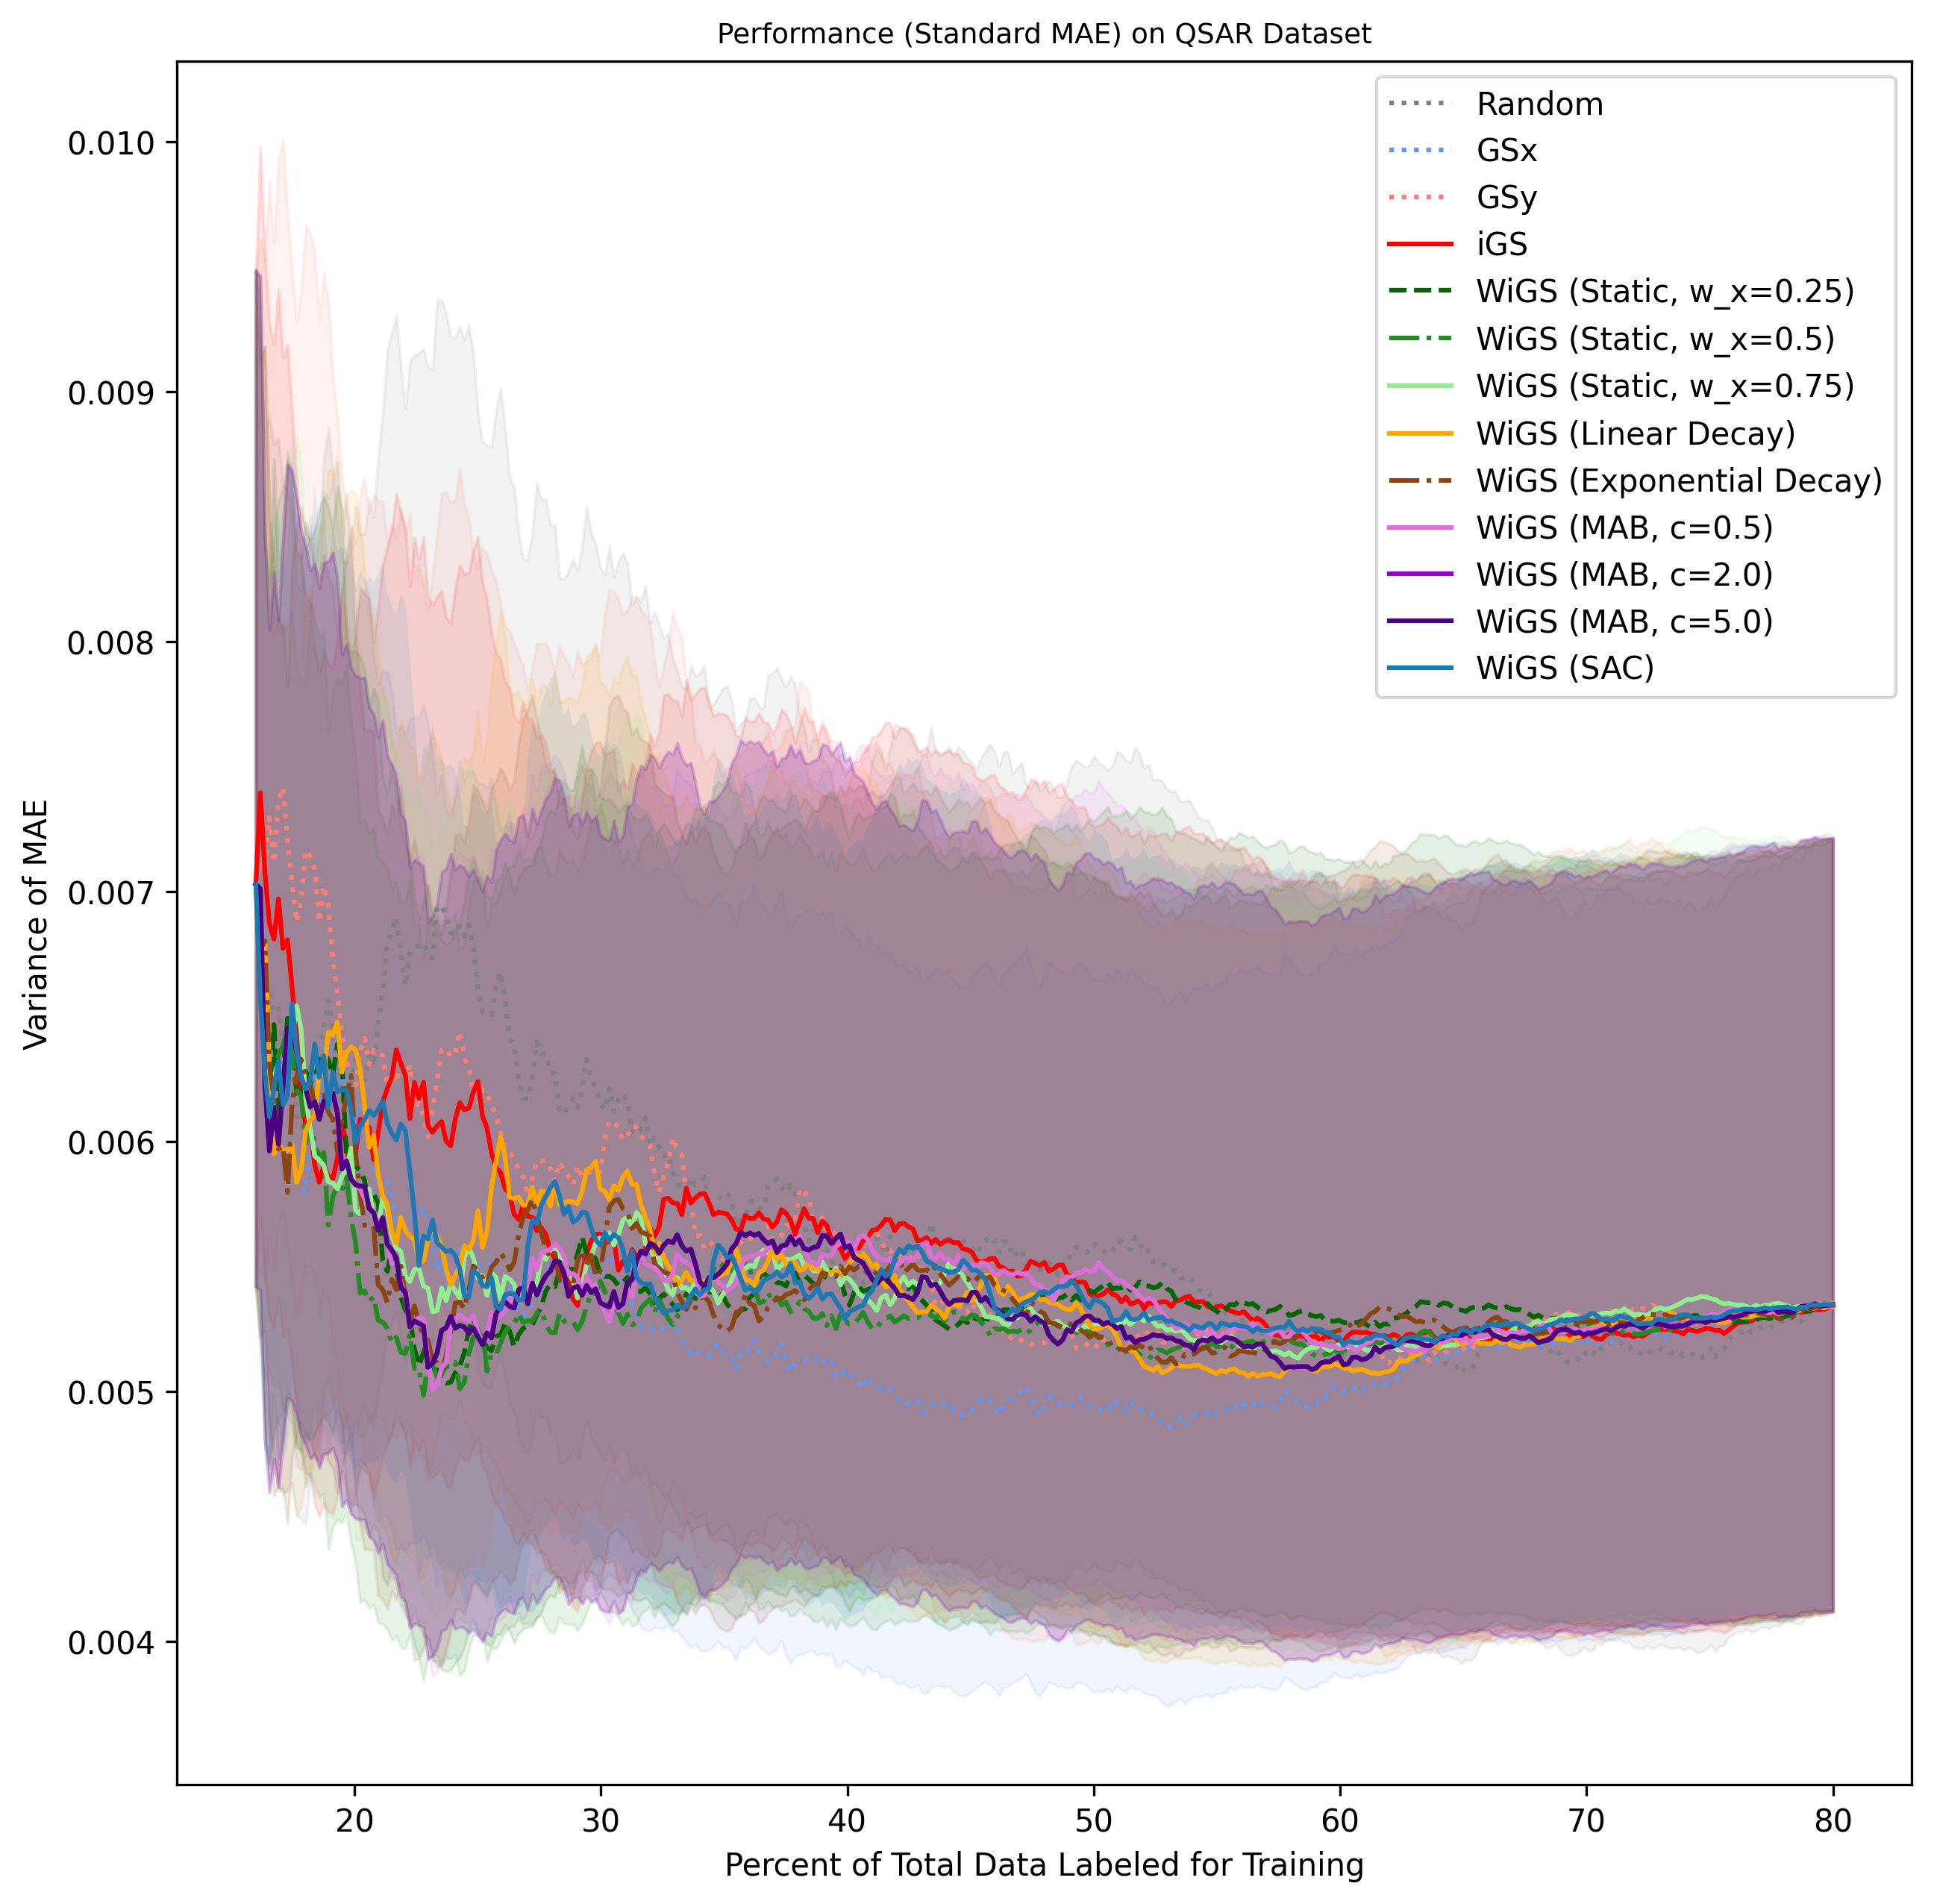 Performance (Standard MAE) on QSAR Dataset
Variance of MAE
0.010
0.009
0.008
0.007
0.006
0.005
0.004
Random
GSx
GSy
iGS
WiGS (Static, w_x=0.25)
WiGS (Static, w_x=0.5)
WiGS (Static, w_x=0.75)
WiGS (Linear Decay)
WiGS (Exponential Decay)
WiGS (MAB, c=0.5)
WiGS (MAB, c=2.0)
WiGS (MAB, c=5.0)
WiGS (SAC)
20 30 40 50 60 70 80
Percent of Total Data Labeled for Training